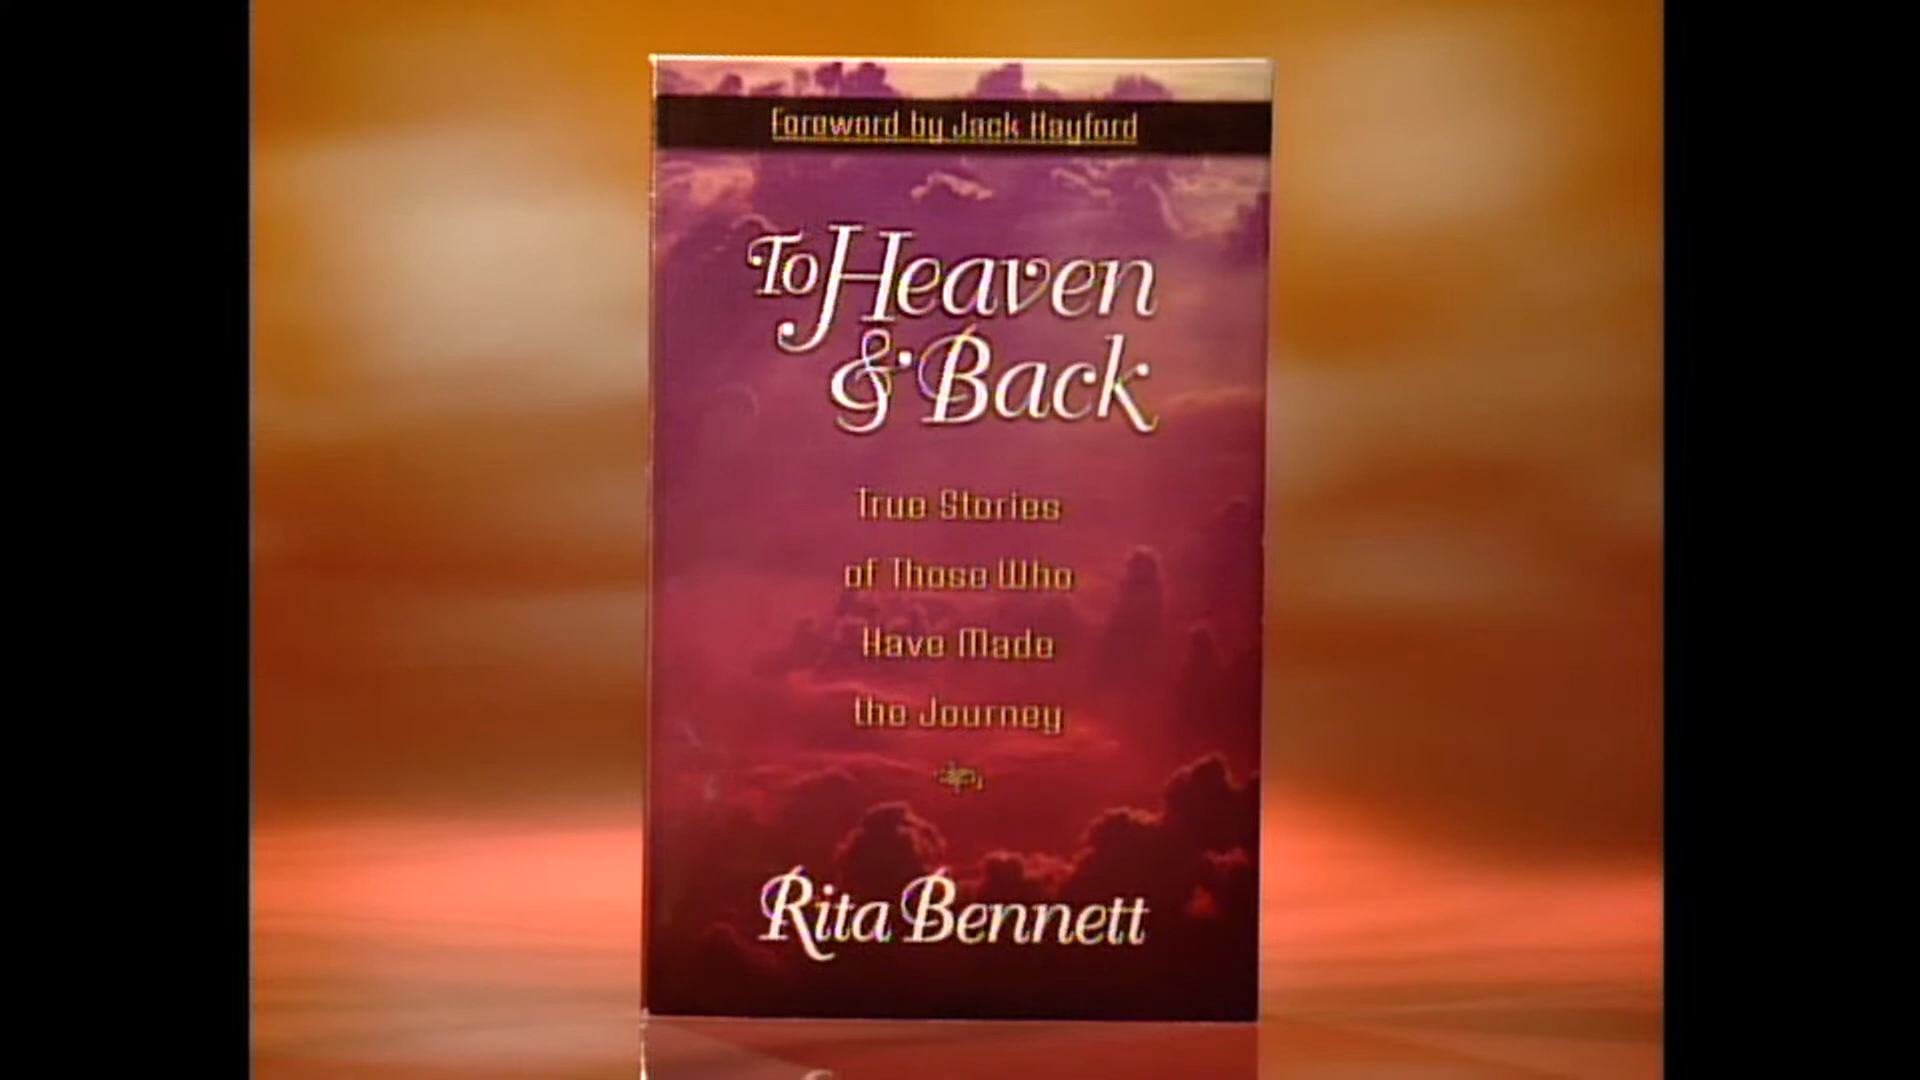 Foreword by Jack Hayford
To Heaven
& Back
True Stories
of Those Who
Have Made
the Journey
Rita Bennett